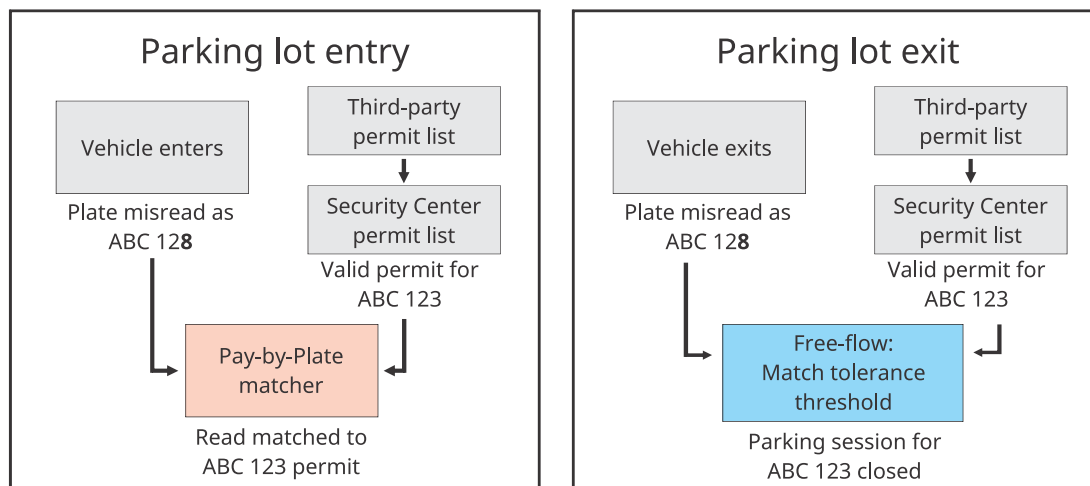 Parking lot entry
Vehicle enters
Plate misread as
ABC 128
Third-party
permit list
Security Center
permit list
Valid permit for
ABC 123
Pay-by-Plate
matcher
Read matched to
ABC 123 permit
Parking lot exit
Vehicle exits
Plate misread as
ABC 128
Third-party
permit list
Security Center
permit list
Valid permit for
ABC 123
Free-flow:
Match tolerance
threshold
Parking session for
ABC 123 closed